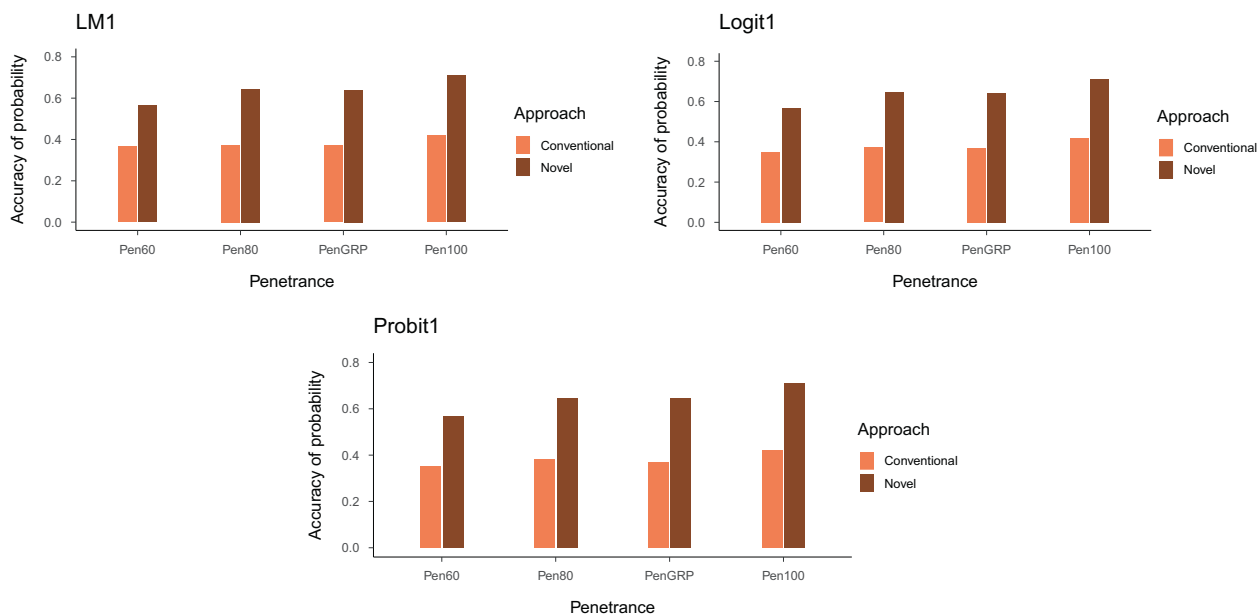 LM1
Accuracy of probability
0.8
0.6
0.4
0.2
0.0
Pen60 Pen80 PenGRP Pen100
Penetrance
Approach
Conventional
Novel
Logit1
Accuracy of probability
0.8
0.6
0.4
0.2
0.0
Pen60 Pen80 PenGRP Pen100
Penetrance
Approach
Conventional
Novel
Probit1
Accuracy of probability
0.8
0.6
0.4
0.2
0.0
Pen60 Pen80 PenGRP Pen100
Penetrance
Approach
Conventional
Novel